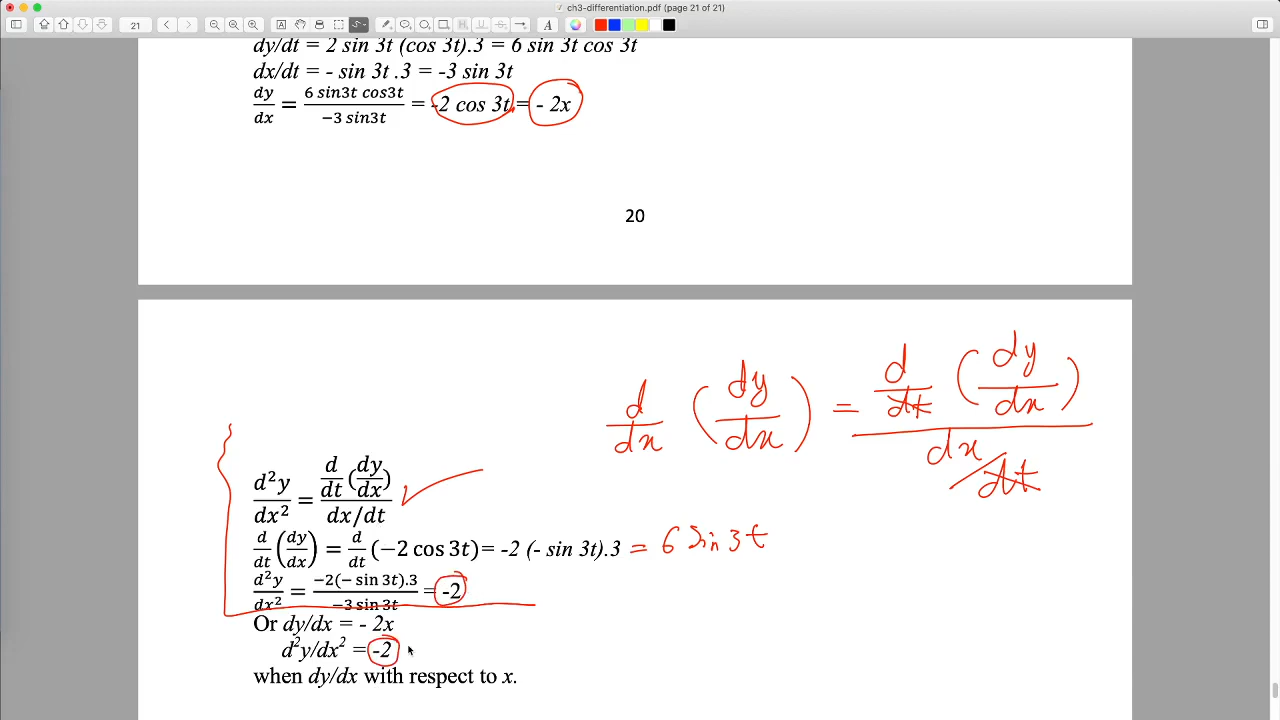 ch3-differentiation.pdf (page 21 of 21)
21
A
A
dy/dt = 2 sin 3t (cos 3t).3 = 6 sin 3t cos 3t
dx/dt = - sin 3t .3 = -3 sin 3t
dy/dx = (6 sin3t cos3t)/(−3 sin3t) = -2 cos 3t = - 2x
20
d/dx (dy/dx) = (d/dt (dy/dx))/(dx/dt)
d²y/dx² = (d/dt (dy/dx))/(dx/dt)
d/dt (dy/dx) = d/dt (−2 cos 3t) = -2 (- sin 3t).3 = 6 Sin 3t
d²y/dx² = (−2(− sin 3t).3)/(−3 sin 3t) = -2
Or dy/dx = - 2x
d²y/dx² = -2
when dy/dx with respect to x.